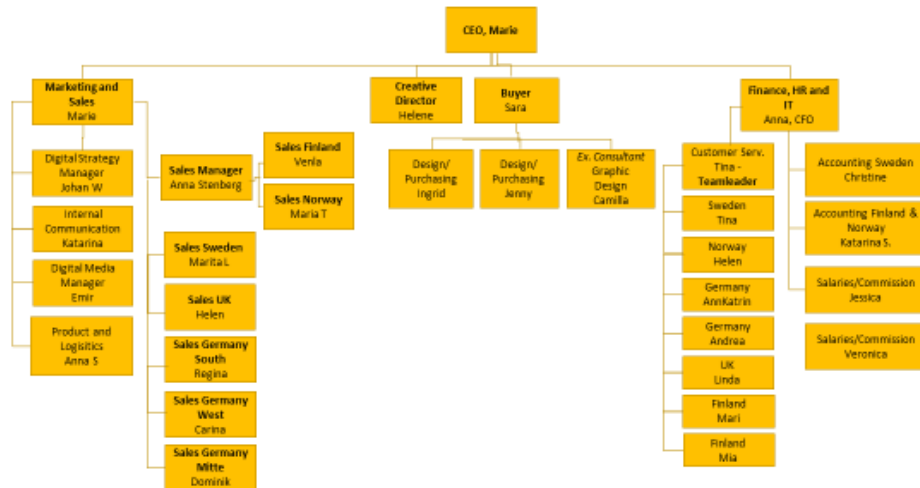 CEO, Marie
Marketing and
Sales
Marie
Creative
Director
Helene
Buyer
Sara
Finance, HR and
IT
Anna, CFO
Digital Strategy
Manager
Johan W
Internal
Communication
Katarina
Digital Media
Manager
Emir
Product and
Logisitics
Anna S
Sales Manager
Anna Stenberg
Sales Finland
Venla
Sales Norway
Maria T
Sales Sweden
Marita L
Sales UK
Helen
Sales Germany
South
Regina
Sales Germany
West
Carina
Sales Germany
Mitte
Dominik
Design/
Purchasing
Ingrid
Design/
Purchasing
Jenny
Ex. Consultant
Graphic
Design
Camilla
Customer Serv.
Tina -
Teamleader
Sweden
Tina
Norway
Helen
Germany
AnnKatrin
Germany
Andrea
UK
Linda
Finland
Mari
Finland
Mia
Accounting Sweden
Christine
Accounting Finland &
Norway
Katarina S.
Salaries/Commission
Jessica
Salaries/Commission
Veronica